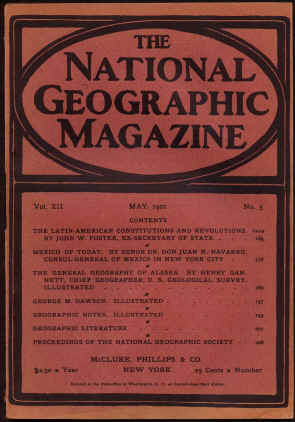 THE
NATIONAL
GEOGRAPHIC
MAGAZINE
Vol. XII
MAY, 1901
No. 5
CONTENTS
THE LATIN-AMERICAN CONSTITUTIONS AND REVOLUTIONS. PAGE
BY JOHN W. FOSTER, EX-SECRETARY OF STATE
MEXICO OF TODAY. BY SENOR DR. DON JUAN N. NAVARRO,
CONSUL-GENERAL OF MEXICO IN NEW YORK CITY
THE GENERAL GEOGRAPHY OF ALASKA. BY HENRY GAN-
NETT, CHIEF GEOGRAPHER, U. S. GEOLOGICAL SURVEY.
ILLUSTRATED
GEORGE M. DAWSON. ILLUSTRATED
GEOGRAPHIC NOTES. ILLUSTRATED
GEOGRAPHIC LITERATURE
PROCEEDINGS OF THE NATIONAL GEOGRAPHIC SOCIETY
McCLURE, PHILLIPS & CO.
$2.50 a Year
NEW YORK
25 Cents a Number